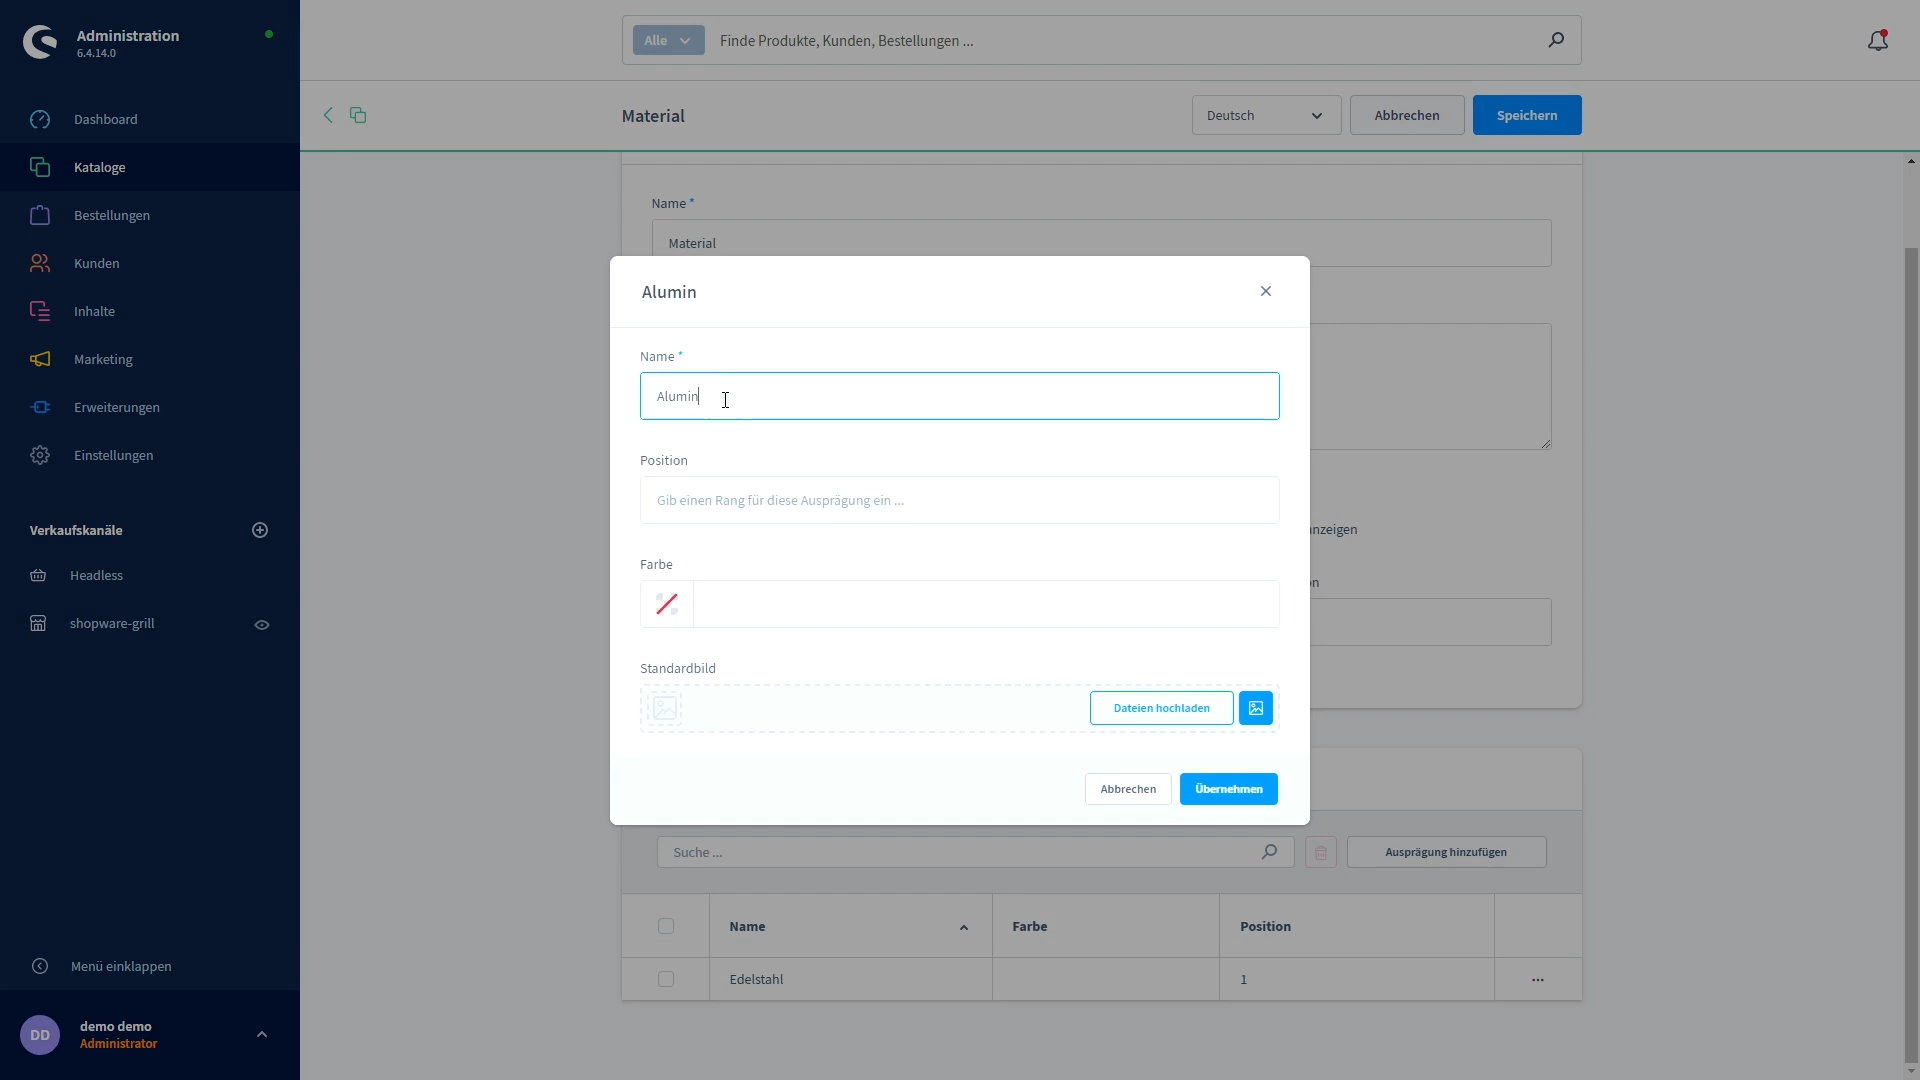 Administration
6.4.14.0
Dashboard
Kataloge
Bestellungen
Kunden
Inhalte
Marketing
Erweiterungen
Einstellungen
Verkaufskanäle
Headless
shopware-grill
Menü einklappen
DD
demo demo
Administrator
Alle
Finde Produkte, Kunden, Bestellungen ...
Material
Deutsch
Abbrechen
Speichern
Name *
Material
Alumin
Name *
Alumin
Position
Gib einen Rang für diese Ausprägung ein ...
Farbe
Standardbild
Dateien hochladen
Abbrechen
Übernehmen
Suche ...
Ausprägung hinzufügen
Name
Farbe
Position
Edelstahl
1
...